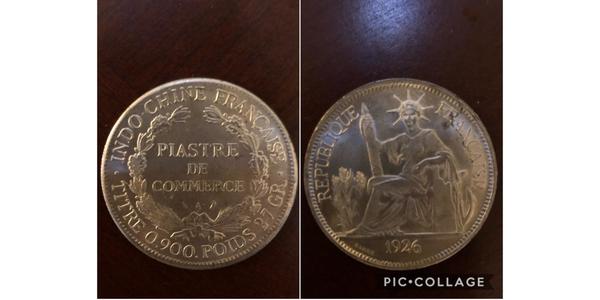 INDO-CHINE FRANÇAISE
PIASTRE
DE
COMMERCE
A
TITRE 0,900. POIDS 27 GR.
REPUBLIQUE FRANÇAISE
1926
PIC•COLLAGE